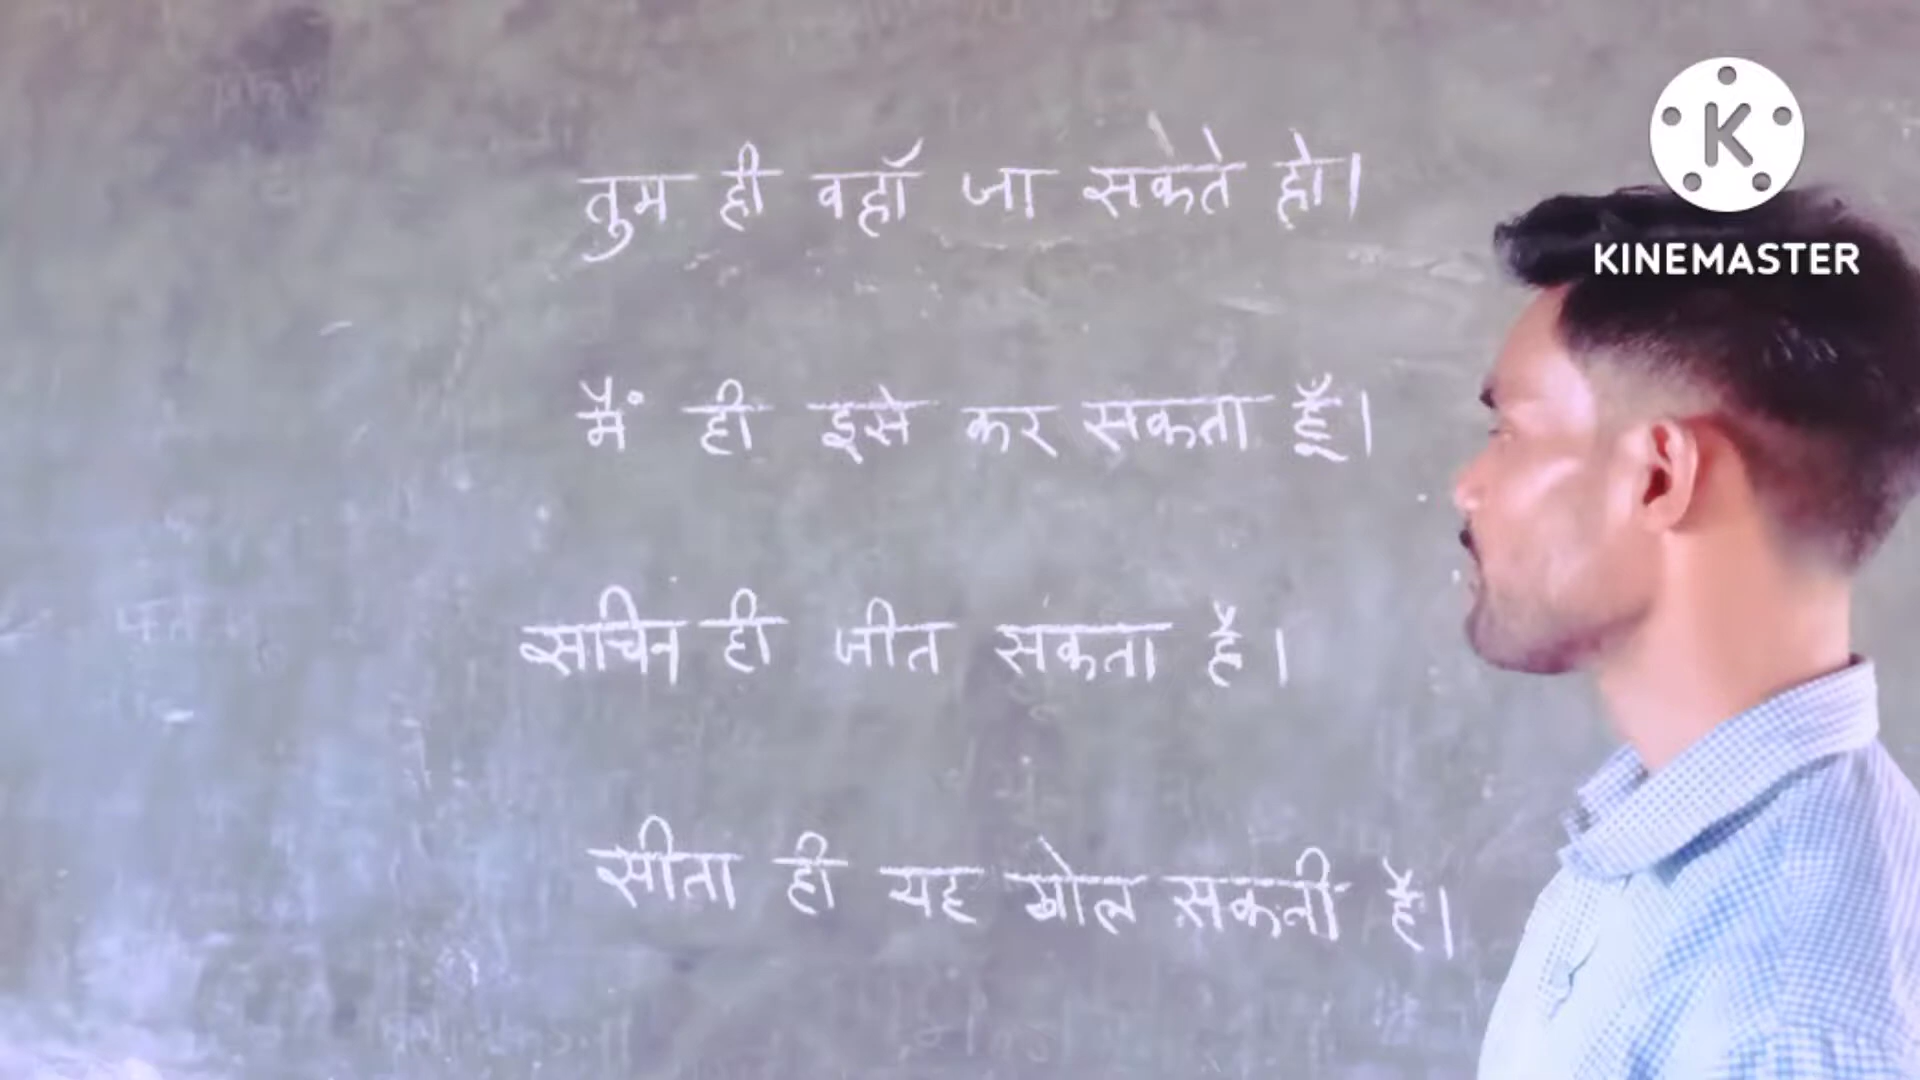 तुम ही वहाँ जा सकते हो।
K
KINEMASTER
मैं ही इसे कर सकता हूँ।
सचिन ही जीत सकता है।
सीता ही यह खोल सकती है।